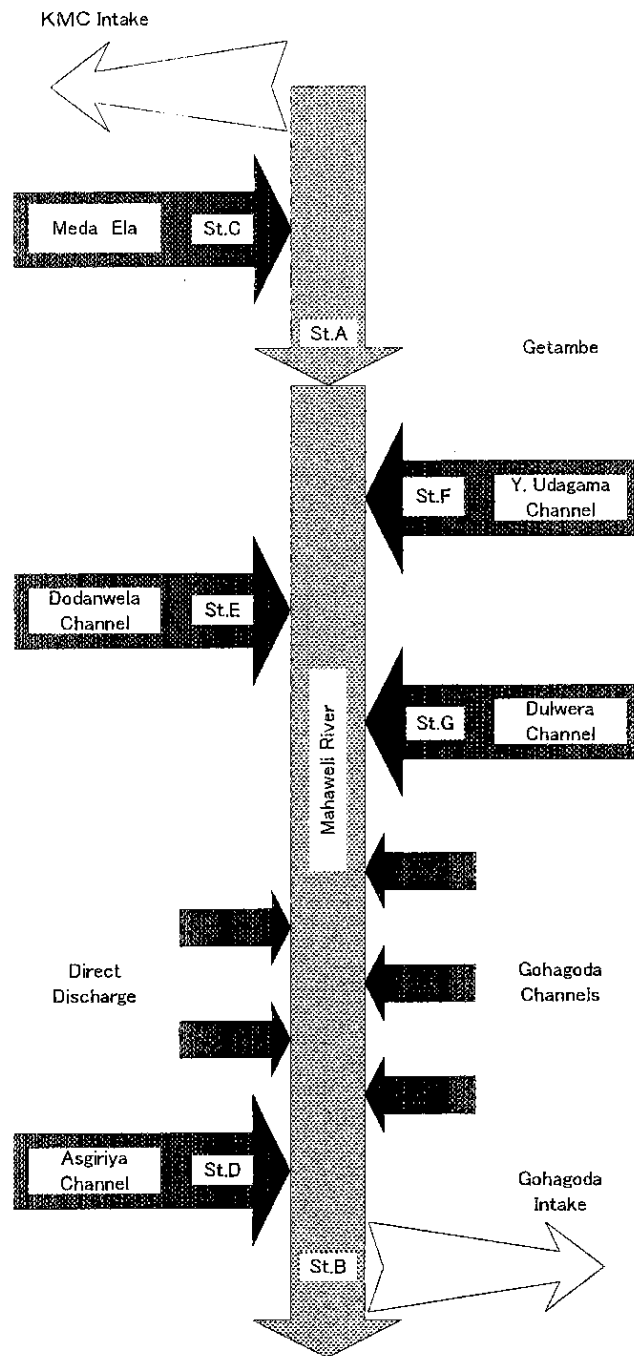 KMC Intake
Meda Ela
St.C
St.A
Getambe
St.F
Y. Udagama
Channel
Dodanwela
Channel
St.E
Mahaweli River
St.G
Dulwera
Channel
Direct
Discharge
Gohagoda
Channels
Asgiriya
Channel
St.D
Gohagoda
Intake
St.B